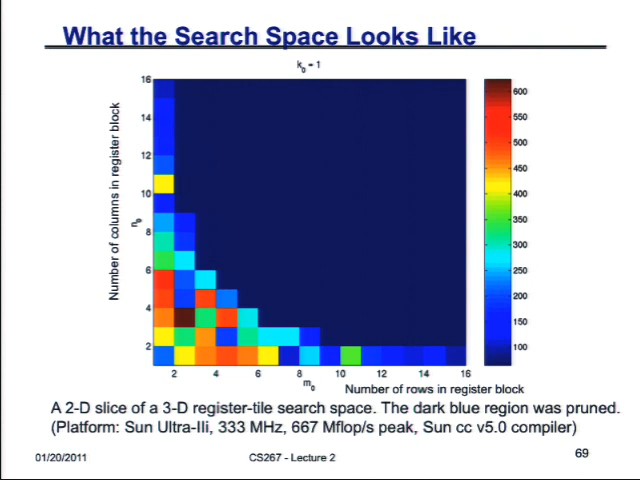 What the Search Space Looks Like
k0 = 1
16
14
12
10
8
6
4
2
Number of columns in register block
n0
2 4 6 8 10 12 14 16
m0
Number of rows in register block
600
550
500
450
400
350
300
250
200
150
100
A 2-D slice of a 3-D register-tile search space. The dark blue region was pruned.
(Platform: Sun Ultra-IIi, 333 MHz, 667 Mflop/s peak, Sun cc v5.0 compiler)
01/20/2011
CS267 - Lecture 2
69